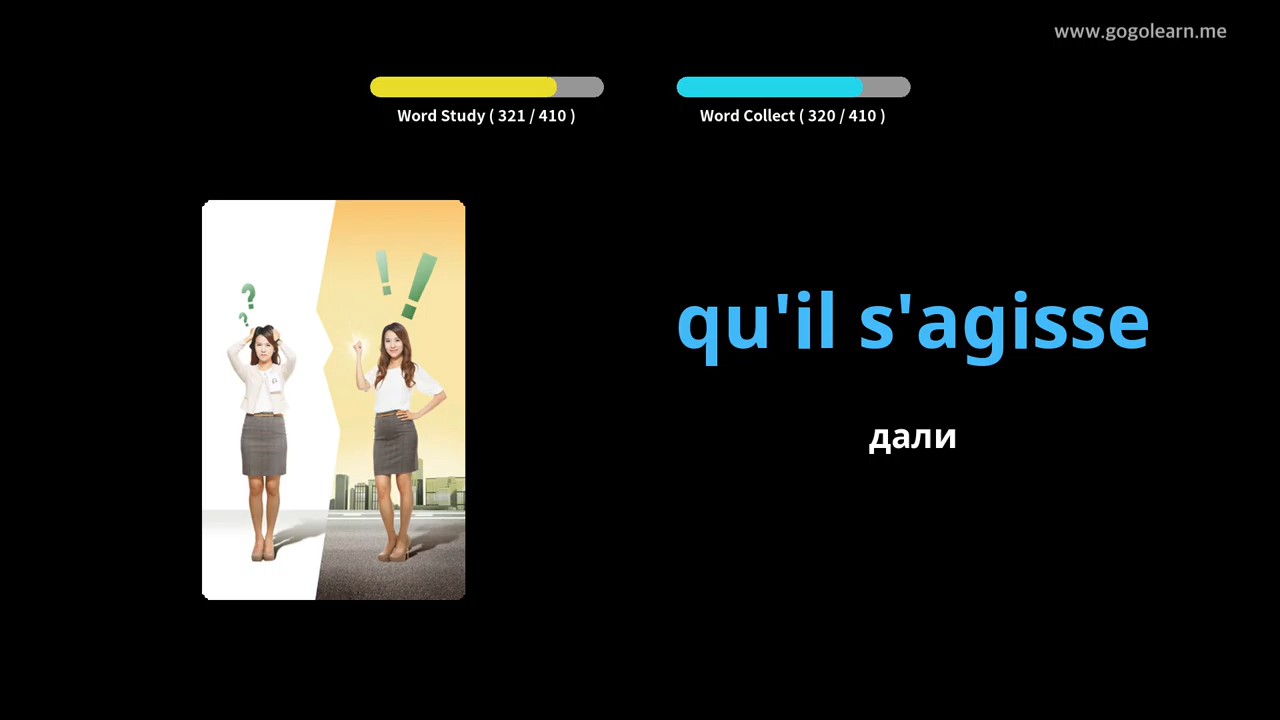 www.gogolearn.me
Word Study ( 321 / 410 )
Word Collect ( 320 / 410 )
? ?
! !
qu'il s'agisse
дали